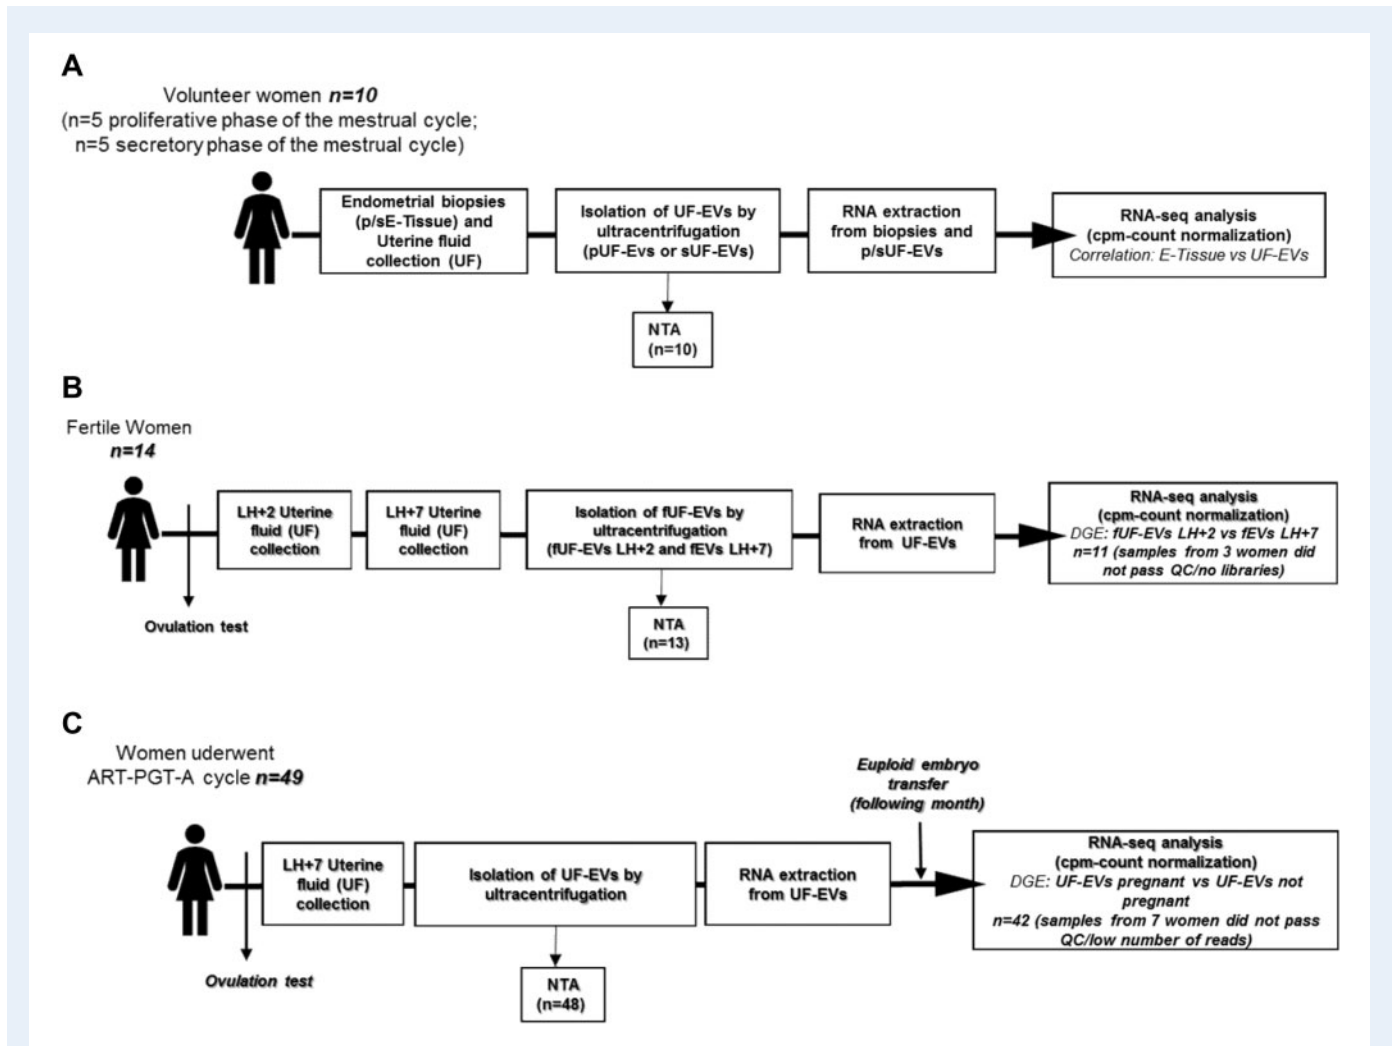 A
Volunteer women n=10
(n=5 proliferative phase of the mestrual cycle;
n=5 secretory phase of the mestrual cycle)
Endometrial biopsies
(p/sE-Tissue) and
Uterine fluid
collection (UF)
Isolation of UF-EVs by
ultracentrifugation
(pUF-Evs or sUF-EVs)
RNA extraction
from biopsies and
p/sUF-EVs
RNA-seq analysis
(cpm-count normalization)
Correlation: E-Tissue vs UF-EVs
NTA
(n=10)
B
Fertile Women
n=14
LH+2 Uterine
fluid (UF)
collection
LH+7 Uterine
fluid (UF)
collection
Isolation of fUF-EVs by
ultracentrifugation
(fUF-EVs LH+2 and fEVs LH+7)
RNA extraction
from UF-EVs
RNA-seq analysis
(cpm-count normalization)
DGE: fUF-EVs LH+2 vs fEVs LH+7
n=11 (samples from 3 women did
not pass QC/no libraries)
Ovulation test
NTA
(n=13)
C
Women uderwent
ART-PGT-A cycle n=49
Euploid embryo
transfer
(following month)
LH+7 Uterine
fluid (UF)
collection
Isolation of UF-EVs by
ultracentrifugation
RNA extraction
from UF-EVs
RNA-seq analysis
(cpm-count normalization)
DGE: UF-EVs pregnant vs UF-EVs not
pregnant
n=42 (samples from 7 women did not pass
QC/low number of reads)
Ovulation test
NTA
(n=48)